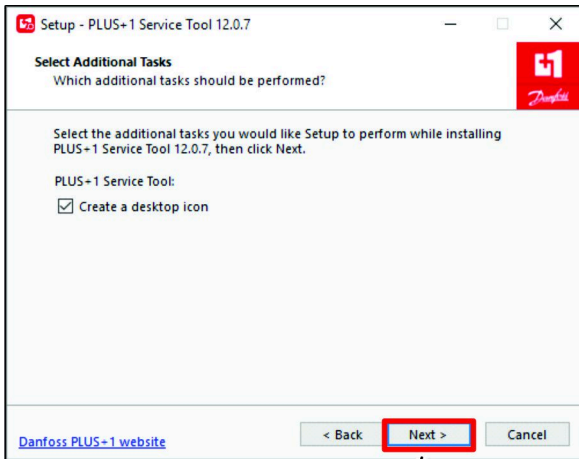 Setup - PLUS+1 Service Tool 12.0.7
Select Additional Tasks
Which additional tasks should be performed?
Danfoss
Select the additional tasks you would like Setup to perform while installing
PLUS+1 Service Tool 12.0.7, then click Next.
PLUS+1 Service Tool:
Create a desktop icon
Danfoss PLUS+1 website
< Back
Next >
Cancel